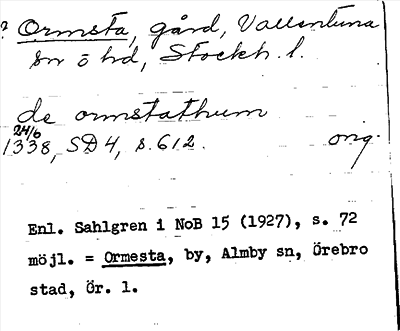 ? Ormsta, gård, Vallentuna
sn o hd, Stockh. l.
de ormstathum
24/6
1338, SD 4, s. 612. orig.
Enl. Sahlgren i NoB 15 (1927), s. 72
möjl. = Ormesta, by, Almby sn, Örebro
stad, Ör. l.